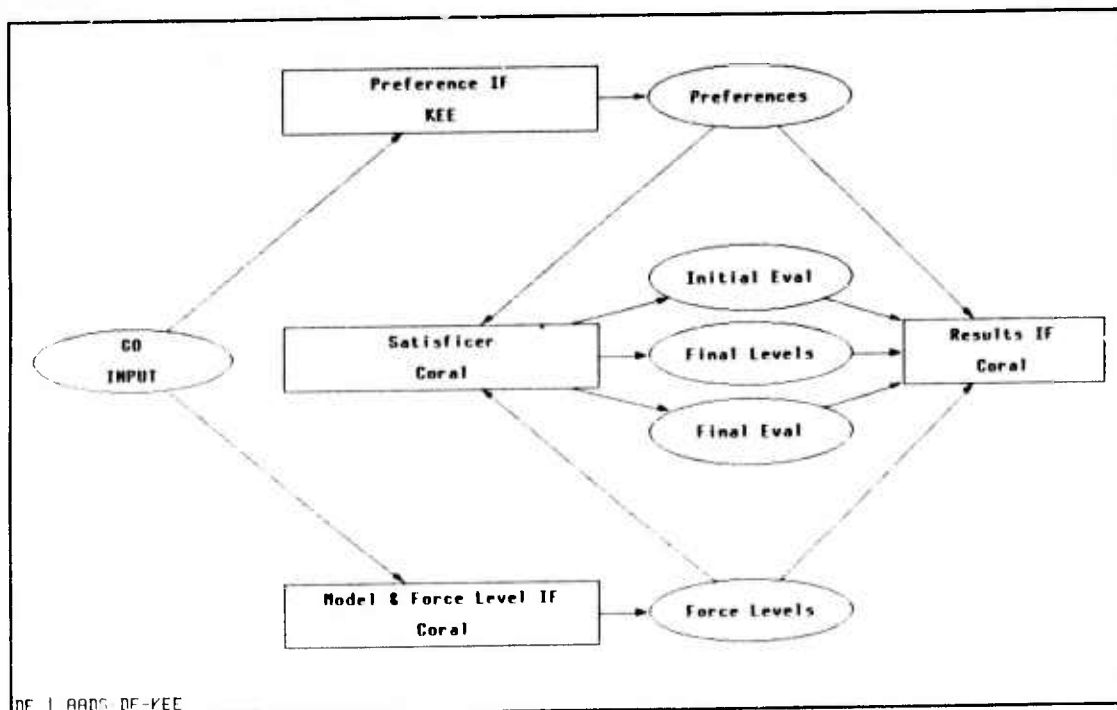 Preference IF
KEE
Preferences
Initial Eval
GO
INPUT
Satisficer
Coral
Final Levels
Results IF
Coral
Final Eval
Model & Force Level IF
Coral
Force Levels